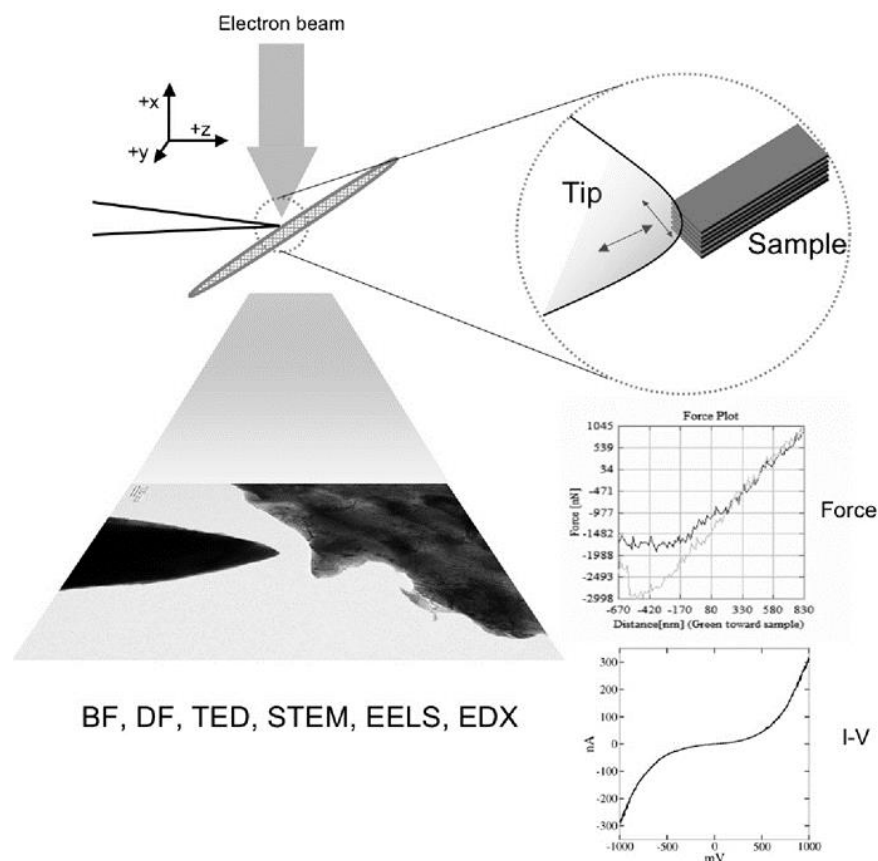 Electron beam
+x
+z
+y
Tip
Sample
Force Plot
Force [nN]
1045
539
34
-471
-977
-1482
-1988
-2493
-2998
-670 -420 -170 80 330 580 830
Distance[nm] (Green toward sample)
Force
BF, DF, TED, STEM, EELS, EDX
nA
300
200
100
0
-100
-200
-300
-1000 -500 0 500 1000
mV
I-V